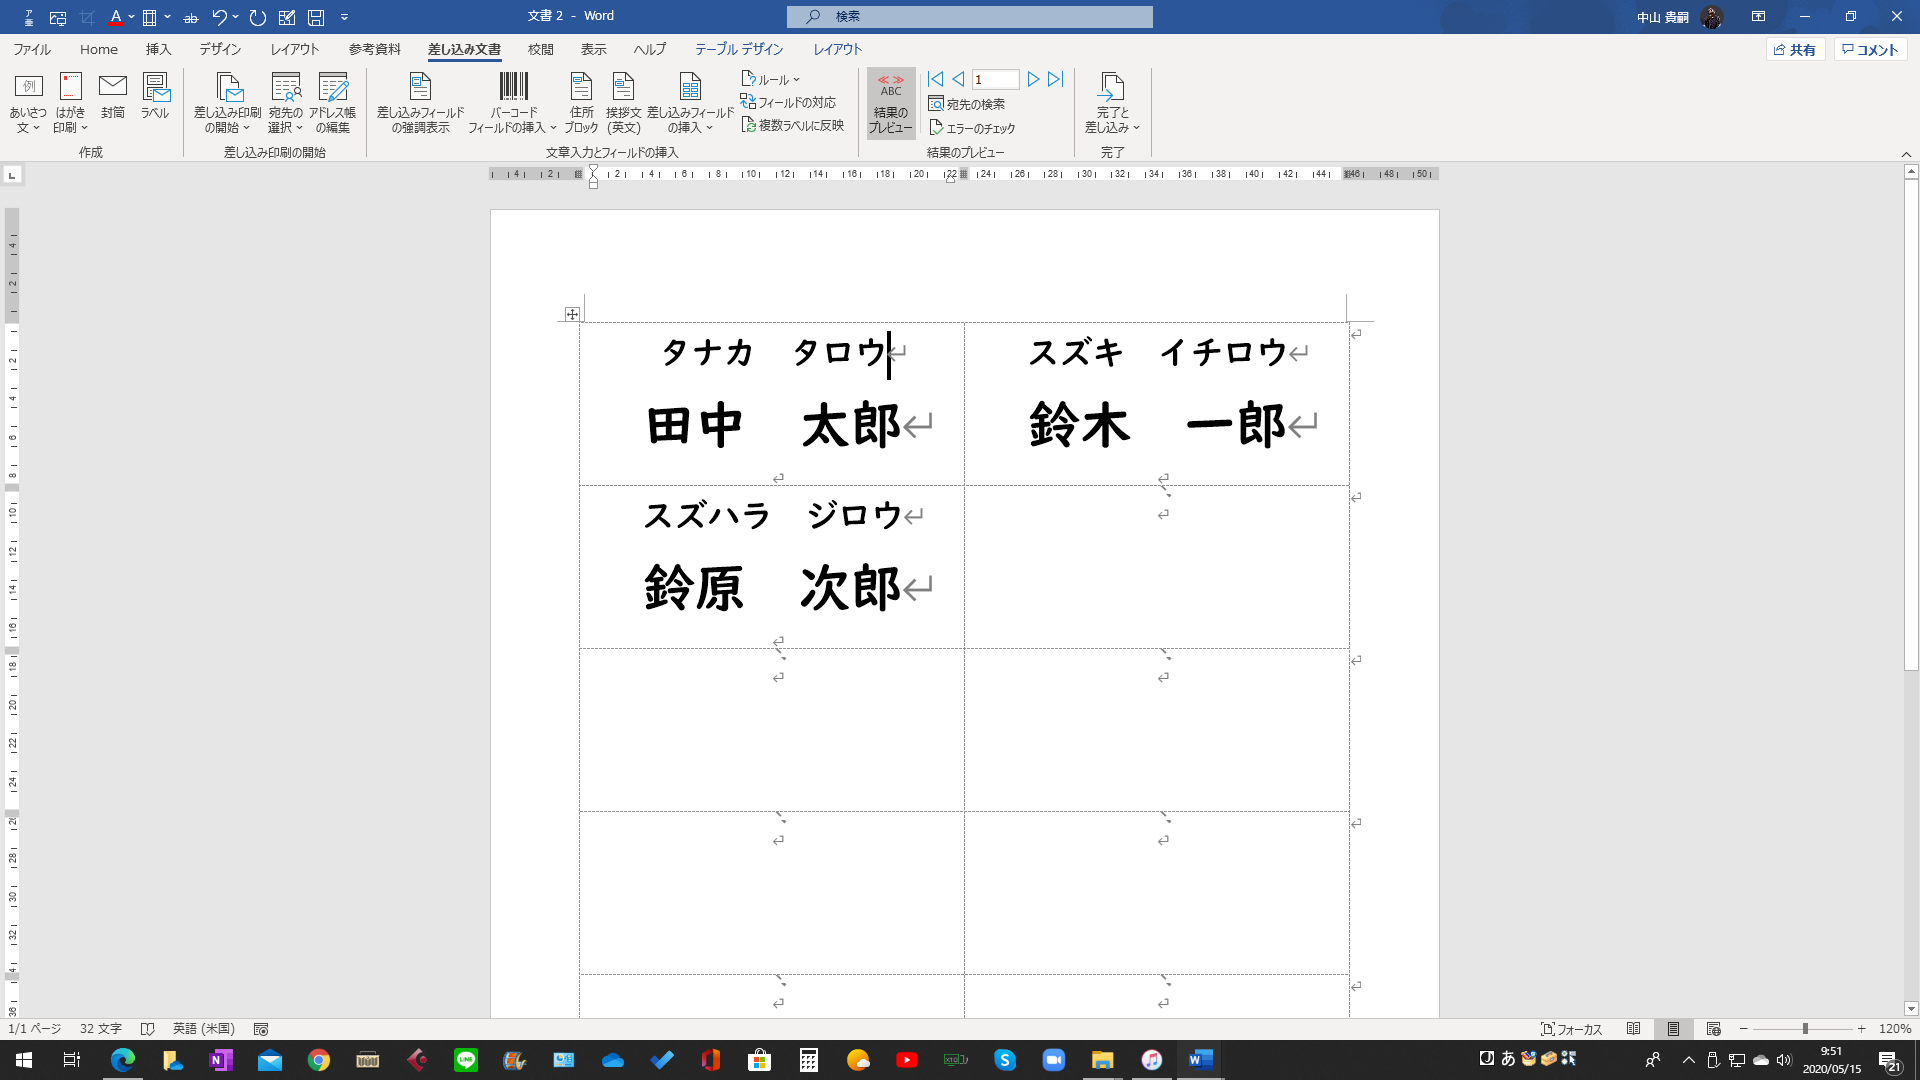 文書 2 - Word
検索
中山 貴嗣
ファイル Home 挿入 デザイン レイアウト 参考資料 差し込み文書 校閲 表示 ヘルプ テーブル デザイン レイアウト
共有 コメント
あいさつ文
はがき印刷
封筒
ラベル
差し込み印刷の開始
宛先の選択
アドレス帳の編集
差し込みフィールドの強調表示
バーコードフィールドの挿入
住所ブロック
挨拶文(英文)
差し込みフィールドの挿入
ルール
フィールドの対応
複数ラベルに反映
ABC
結果のプレビュー
1
宛先の検索
エラーのチェック
完了と差し込み
作成 差し込み印刷の開始 文章入力とフィールドの挿入 結果のプレビュー 完了
タナカ　タロウ
田中　太郎
スズキ　イチロウ
鈴木　一郎
スズハラ　ジロウ
鈴原　次郎
1/1 ページ 32 文字 英語 (米国)
フォーカス
120%
あ
9:51
2020/05/15
21